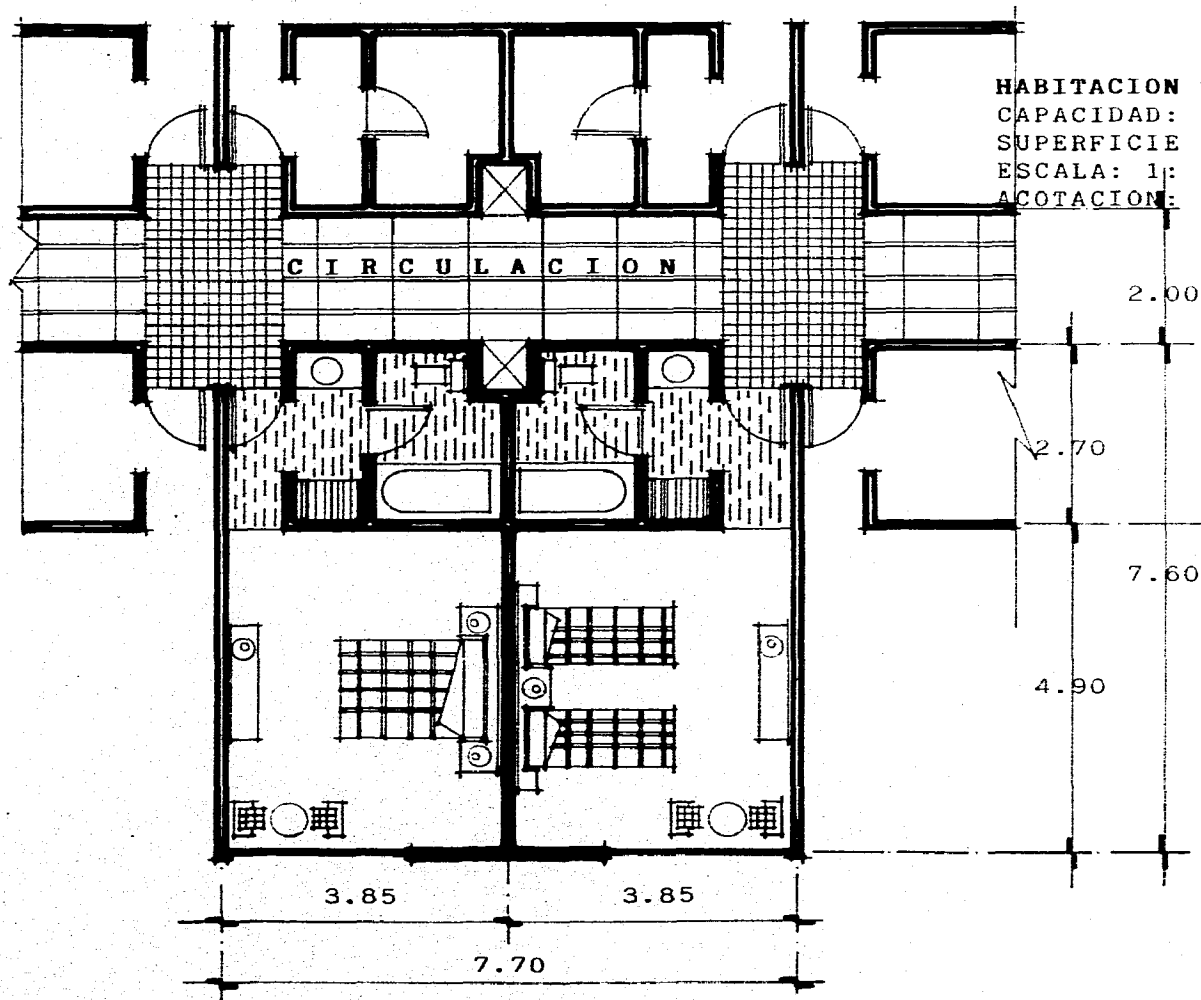 HABITACION
CAPACIDAD:
SUPERFICIE
ESCALA: 1:
ACOTACION:
CIRCULACION
2.00
2.70
7.60
4.90
3.85 3.85
7.70